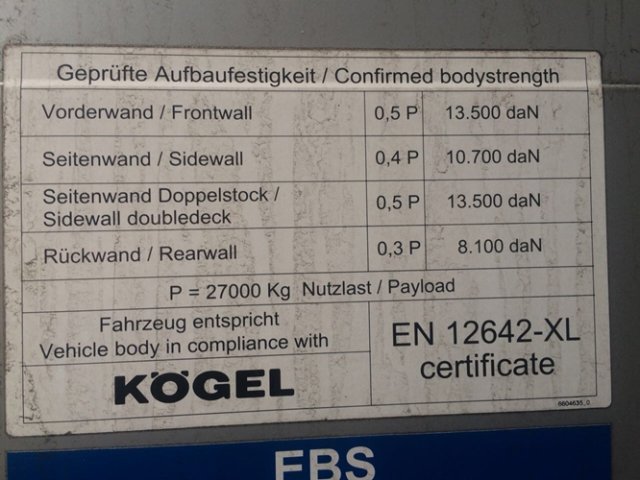 Geprüfte Aufbaufestigkeit / Confirmed bodystrength
Vorderwand / Frontwall 0,5 P 13.500 daN
Seitenwand / Sidewall 0,4 P 10.700 daN
Seitenwand Doppelstock /
Sidewall doubledeck 0,5 P 13.500 daN
Rückwand / Rearwall 0,3 P 8.100 daN
P = 27000 Kg Nutzlast / Payload
Fahrzeug entspricht
Vehicle body in compliance with
KÖGEL
EN 12642-XL
certificate
6604635_0
EBS